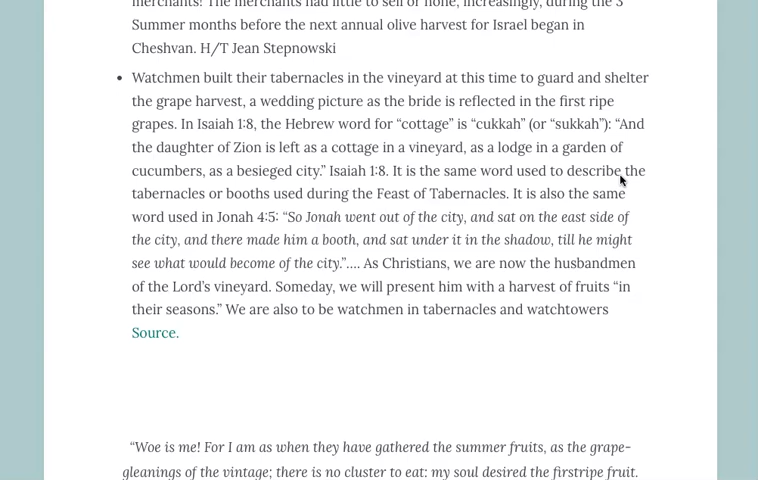 merchants! The merchants had little to sell or none, increasingly, during the 3
Summer months before the next annual olive harvest for Israel began in
Cheshvan. H/T Jean Stepnowski
• Watchmen built their tabernacles in the vineyard at this time to guard and shelter
the grape harvest, a wedding picture as the bride is reflected in the first ripe
grapes. In Isaiah 1:8, the Hebrew word for “cottage” is “cukkah” (or “sukkah”): “And
the daughter of Zion is left as a cottage in a vineyard, as a lodge in a garden of
cucumbers, as a besieged city.” Isaiah 1:8. It is the same word used to describe the
tabernacles or booths used during the Feast of Tabernacles. It is also the same
word used in Jonah 4:5: “So Jonah went out of the city, and sat on the east side of
the city, and there made him a booth, and sat under it in the shadow, till he might
see what would become of the city.”…. As Christians, we are now the husbandmen
of the Lord’s vineyard. Someday, we will present him with a harvest of fruits “in
their seasons.” We are also to be watchmen in tabernacles and watchtowers
Source.
“Woe is me! For I am as when they have gathered the summer fruits, as the grape-
gleanings of the vintage; there is no cluster to eat: my soul desired the firstripe fruit.